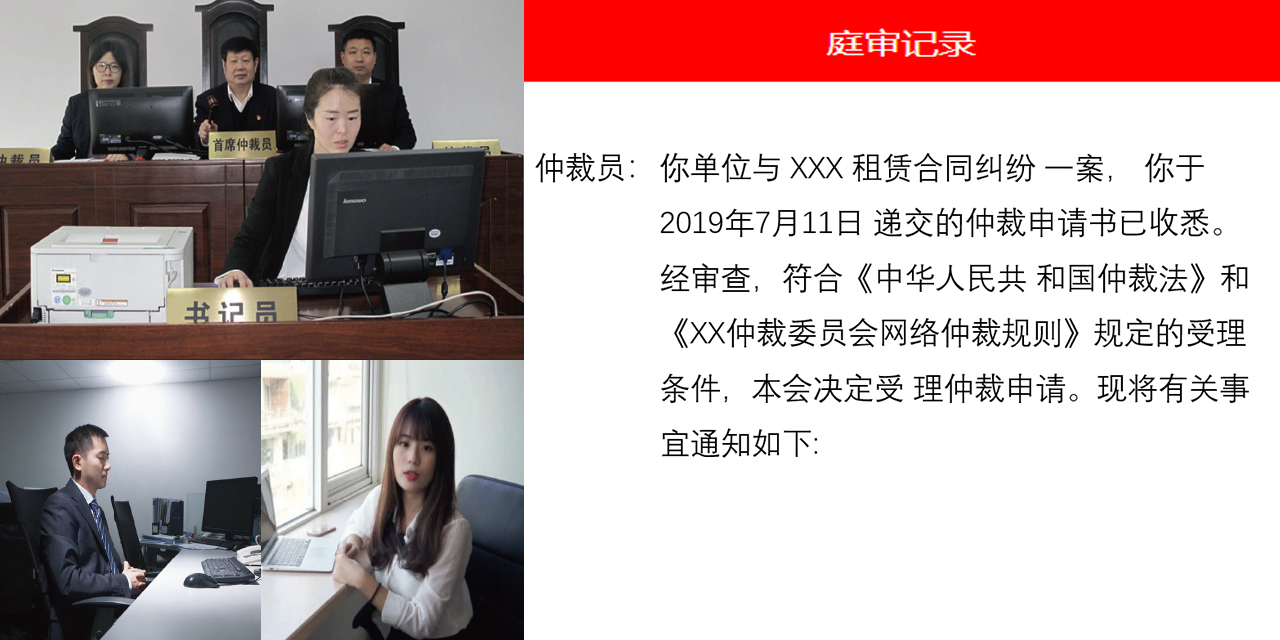 庭审记录
lenovo
首席仲裁员
仲裁员
lenovo
书记员
仲裁员： 你单位与 XXX 租赁合同纠纷 一案， 你于
2019年7月11日 递交的仲裁申请书已收悉。
经审查，符合《中华人民共 和国仲裁法》和
《XX仲裁委员会网络仲裁规则》规定的受理
条件，本会决定受 理仲裁申请。现将有关事
宜通知如下: